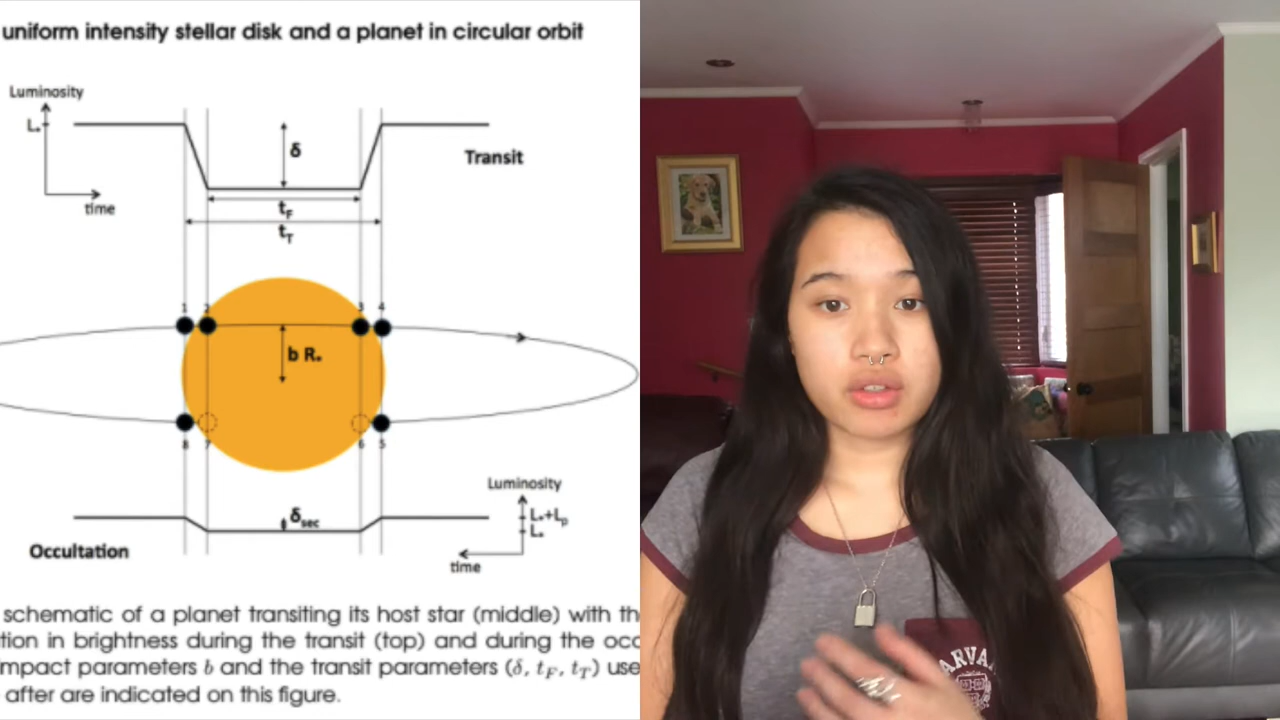 uniform intensity stellar disk and a planet in circular orbit
Luminosity
L*
δ
Transit
time
tF
tT
1 2 3 4
b R*
8 7 6 5
Luminosity
δsec
L*+Lp
L*
Occultation
time
schematic of a planet transiting its host star (middle) with th
tion in brightness during the transit (top) and during the occ
mpact parameters b and the transit parameters (δ, tF, tT) use
after are indicated on this figure.
ARVA